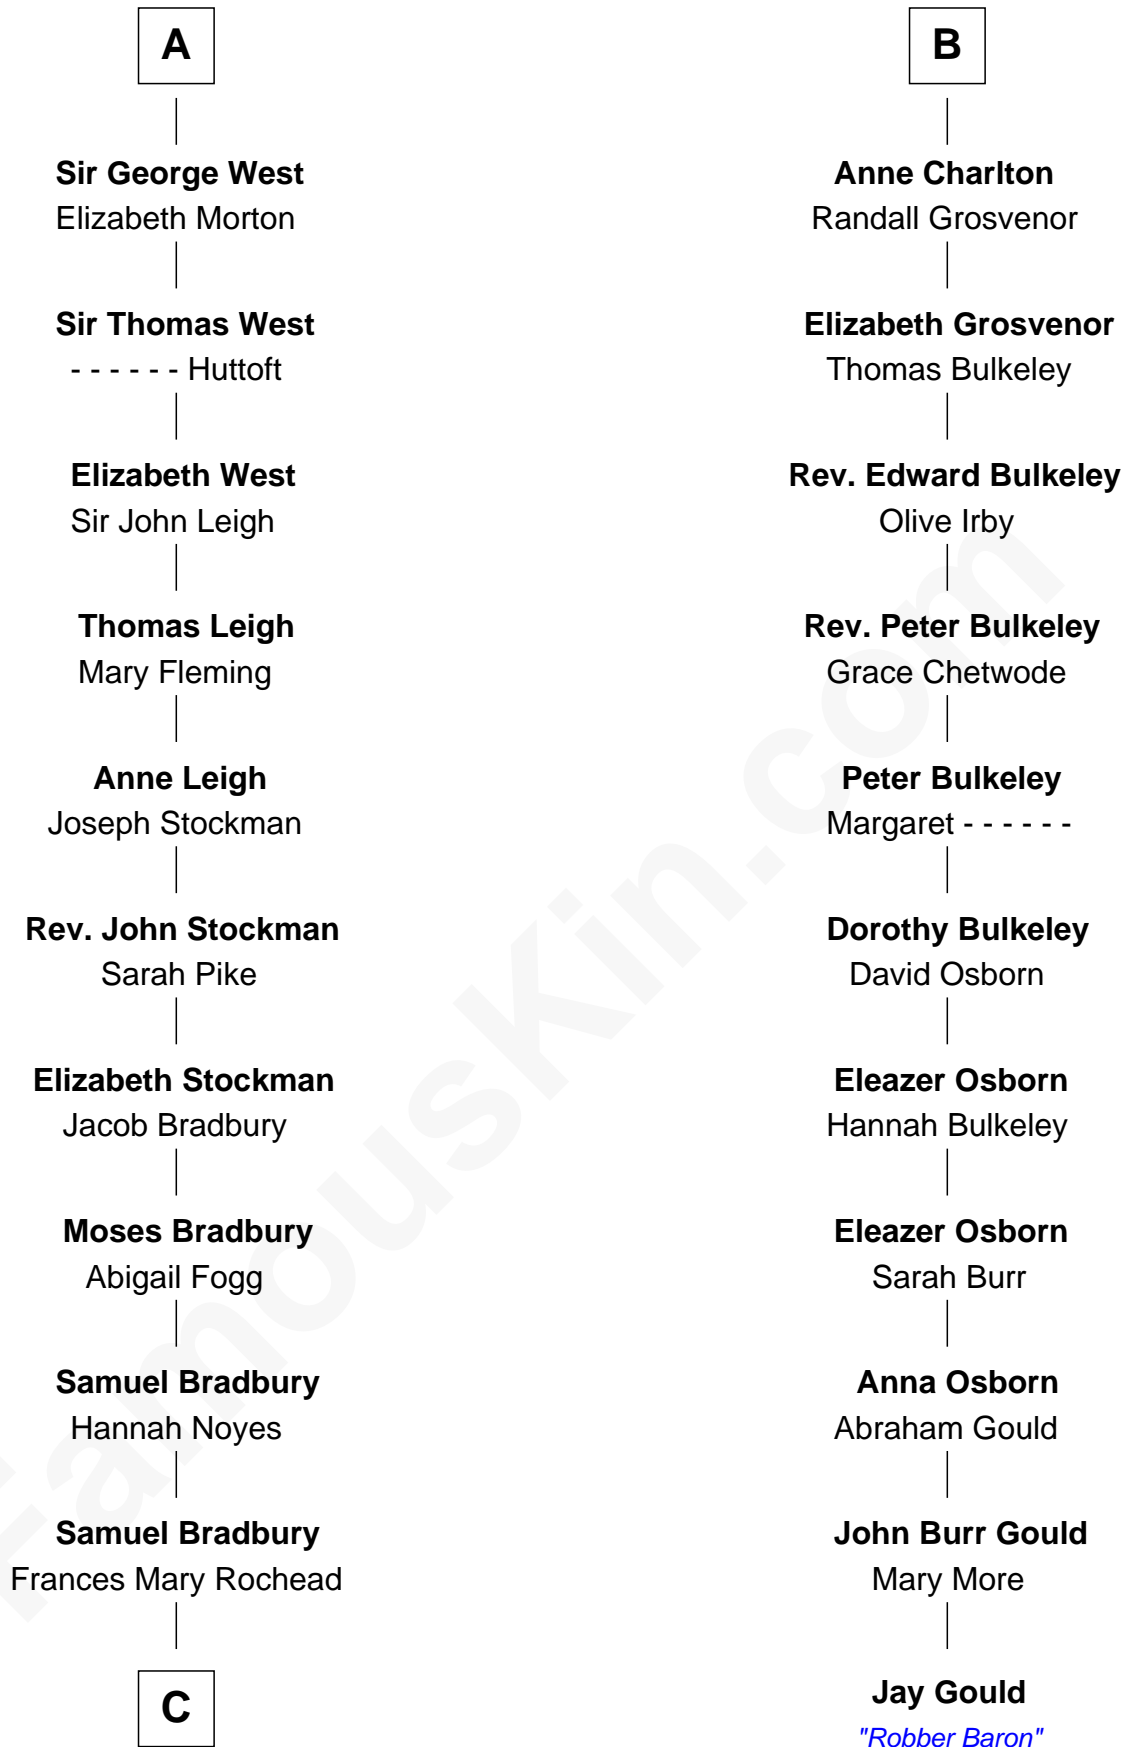 A
Sir George West
Elizabeth Morton
Sir Thomas West
- - - - - - Huttoft
Elizabeth West
Sir John Leigh
Thomas Leigh
Mary Fleming
Anne Leigh
Joseph Stockman
Rev. John Stockman
Sarah Pike
Elizabeth Stockman
Jacob Bradbury
Moses Bradbury
Abigail Fogg
Samuel Bradbury
Hannah Noyes
Samuel Bradbury
Frances Mary Rochead
C
B
Anne Charlton
Randall Grosvenor
Elizabeth Grosvenor
Thomas Bulkeley
Rev. Edward Bulkeley
Olive Irby
Rev. Peter Bulkeley
Grace Chetwode
Peter Bulkeley
Margaret - - - - - -
Dorothy Bulkeley
David Osborn
Eleazer Osborn
Hannah Bulkeley
Eleazer Osborn
Sarah Burr
Anna Osborn
Abraham Gould
John Burr Gould
Mary More
Jay Gould
"Robber Baron"
FamousKin.com